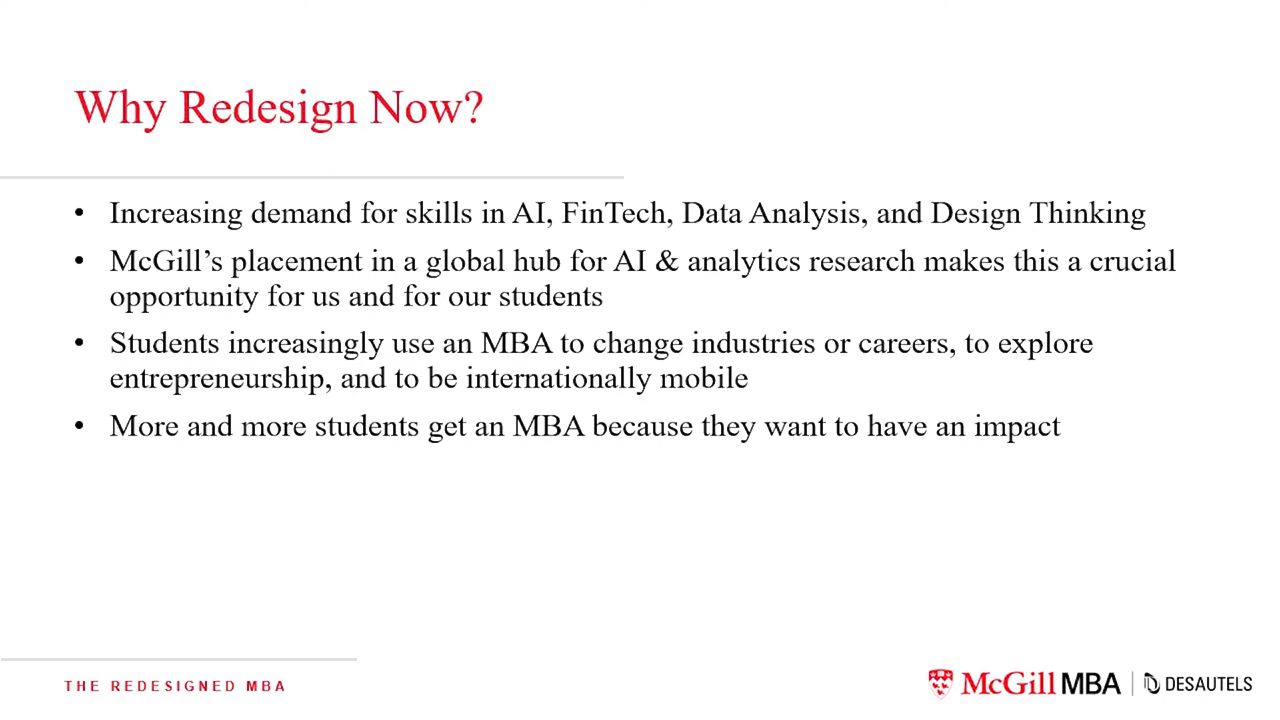 Why Redesign Now?
• Increasing demand for skills in AI, FinTech, Data Analysis, and Design Thinking
• McGill’s placement in a global hub for AI & analytics research makes this a crucial
opportunity for us and for our students
• Students increasingly use an MBA to change industries or careers, to explore
entrepreneurship, and to be internationally mobile
• More and more students get an MBA because they want to have an impact
THE REDESIGNED MBA
McGill MBA | DESAUTELS